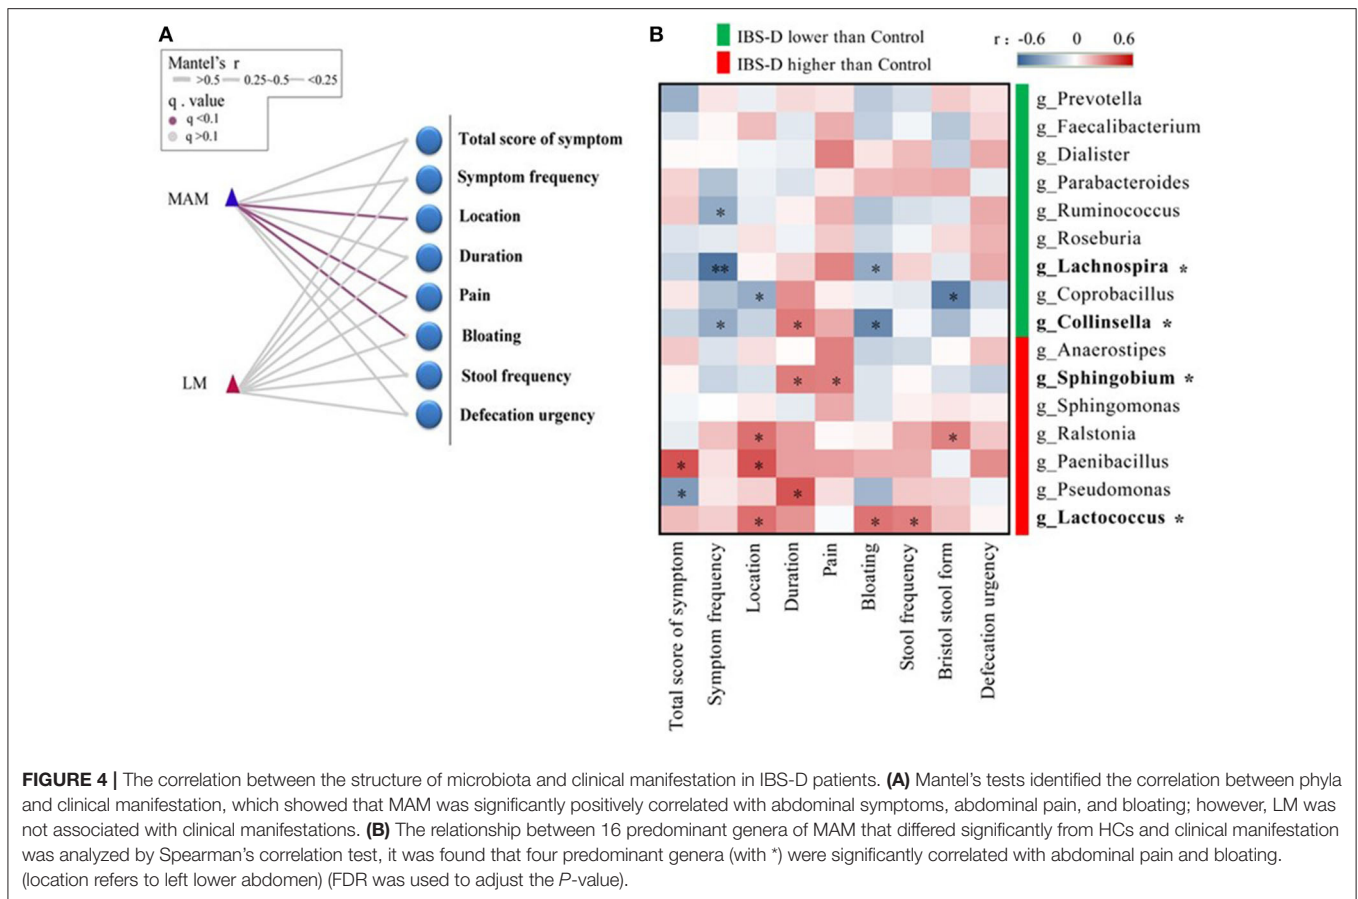 A
Mantel's r
>0.5 0.25~0.5 <0.25
q . value
q <0.1
q >0.1
MAM
LM
Total score of symptom
Symptom frequency
Location
Duration
Pain
Bloating
Stool frequency
Defecation urgency
B
IBS-D lower than Control
IBS-D higher than Control
r : -0.6 0 0.6
g_Prevotella
g_Faecalibacterium
g_Dialister
g_Parabacteroides
* g_Ruminococcus
g_Roseburia
** * g_Lachnospira *
* * g_Coprobacillus
* * * g_Collinsella *
g_Anaerostipes
* * g_Sphingobium *
g_Sphingomonas
* * g_Ralstonia
* * g_Paenibacillus
* * g_Pseudomonas
* * * g_Lactococcus *
Total score of symptom
Symptom frequency
Location
Duration
Pain
Bloating
Stool frequency
Bristol stool form
Defecation urgency
FIGURE 4 | The correlation between the structure of microbiota and clinical manifestation in IBS-D patients. (A) Mantel's tests identified the correlation between phyla
and clinical manifestation, which showed that MAM was significantly positively correlated with abdominal symptoms, abdominal pain, and bloating; however, LM was
not associated with clinical manifestations. (B) The relationship between 16 predominant genera of MAM that differed significantly from HCs and clinical manifestation
was analyzed by Spearman's correlation test, it was found that four predominant genera (with *) were significantly correlated with abdominal pain and bloating.
(location refers to left lower abdomen) (FDR was used to adjust the P-value).